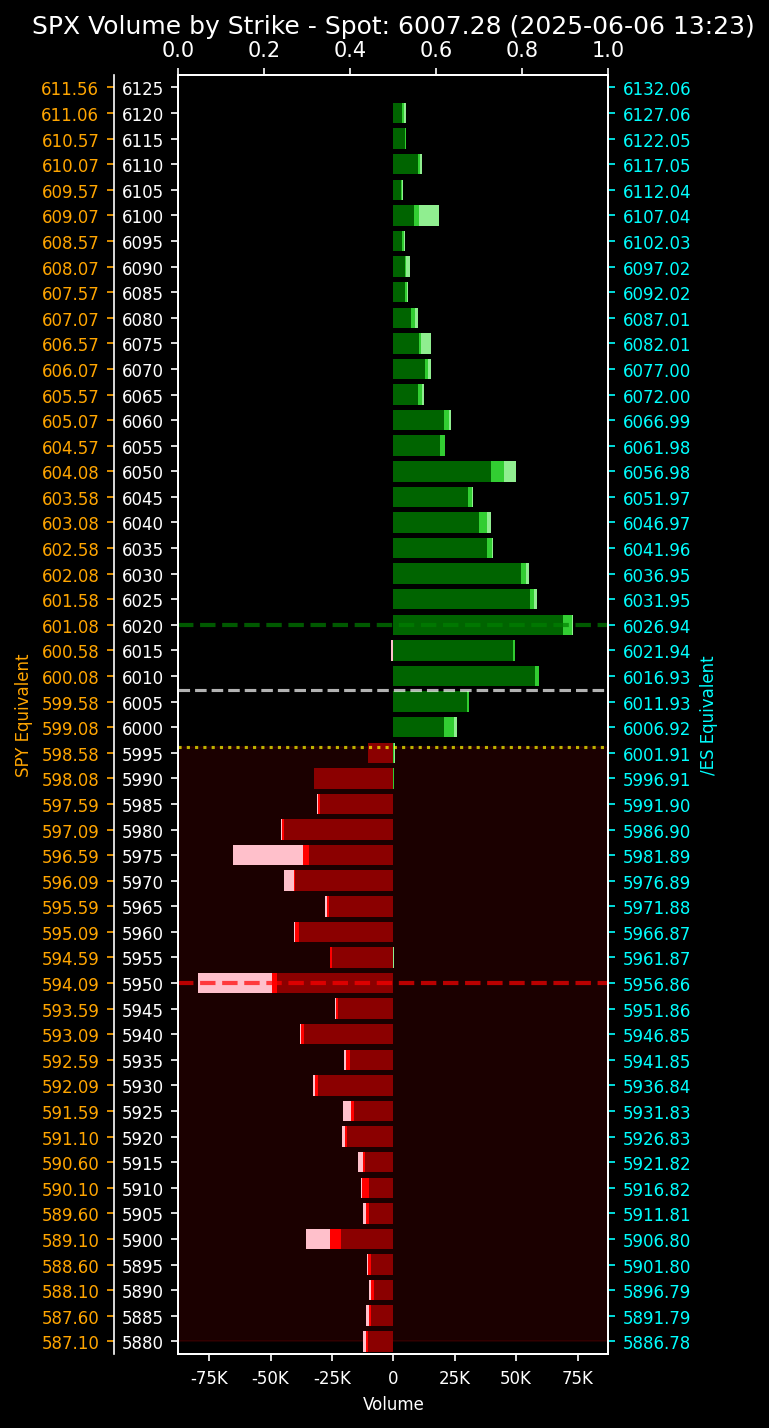 SPX Volume by Strike - Spot: 6007.28 (2025-06-06 13:23)
0.0 0.2 0.4 0.6 0.8 1.0
611.56 6125 6132.06
611.06 6120 6127.06
610.57 6115 6122.05
610.07 6110 6117.05
609.57 6105 6112.04
609.07 6100 6107.04
608.57 6095 6102.03
608.07 6090 6097.02
607.57 6085 6092.02
607.07 6080 6087.01
606.57 6075 6082.01
606.07 6070 6077.00
605.57 6065 6072.00
605.07 6060 6066.99
604.57 6055 6061.98
604.08 6050 6056.98
603.58 6045 6051.97
603.08 6040 6046.97
602.58 6035 6041.96
602.08 6030 6036.95
601.58 6025 6031.95
601.08 6020 6026.94
600.58 6015 6021.94
600.08 6010 6016.93
599.58 6005 6011.93
599.08 6000 6006.92
598.58 5995 6001.91
598.08 5990 5996.91
597.59 5985 5991.90
597.09 5980 5986.90
596.59 5975 5981.89
596.09 5970 5976.89
595.59 5965 5971.88
595.09 5960 5966.87
594.59 5955 5961.87
594.09 5950 5956.86
593.59 5945 5951.86
593.09 5940 5946.85
592.59 5935 5941.85
592.09 5930 5936.84
591.59 5925 5931.83
591.10 5920 5926.83
590.60 5915 5921.82
590.10 5910 5916.82
589.60 5905 5911.81
589.10 5900 5906.80
588.60 5895 5901.80
588.10 5890 5896.79
587.60 5885 5891.79
587.10 5880 5886.78
SPY Equivalent
/ES Equivalent
-75K -50K -25K 0 25K 50K 75K
Volume